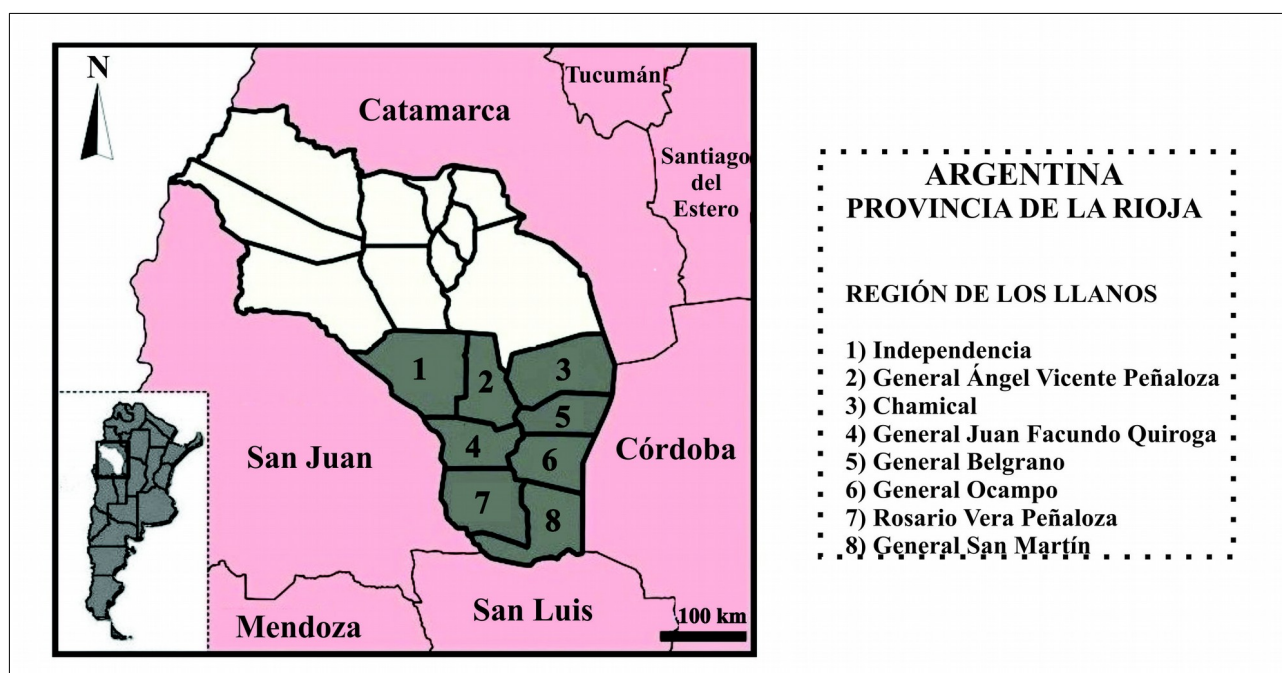 N
Tucumán
Catamarca
Santiago
del
Estero
1
2
3
5
4
6
7
8
San Juan
Córdoba
San Luis
Mendoza
100 km
ARGENTINA
PROVINCIA DE LA RIOJA
REGIÓN DE LOS LLANOS
1) Independencia
2) General Ángel Vicente Peñaloza
3) Chamical
4) General Juan Facundo Quiroga
5) General Belgrano
6) General Ocampo
7) Rosario Vera Peñaloza
8) General San Martín